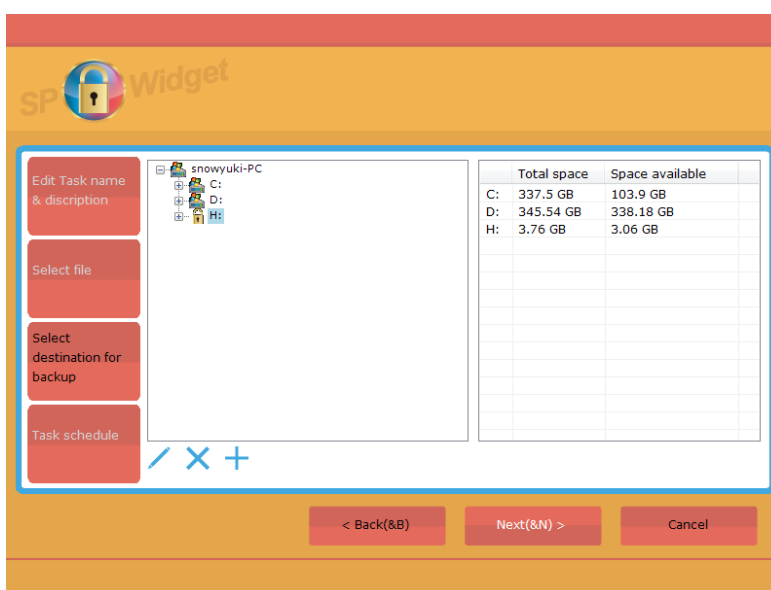 SP Widget
Edit Task name
& discription
Select file
Select
destination for
backup
Task schedule
snowyuki-PC
C:
D:
H:
Total space Space available
C: 337.5 GB 103.9 GB
D: 345.54 GB 338.18 GB
H: 3.76 GB 3.06 GB
< Back(&B)
Next(&N) >
Cancel